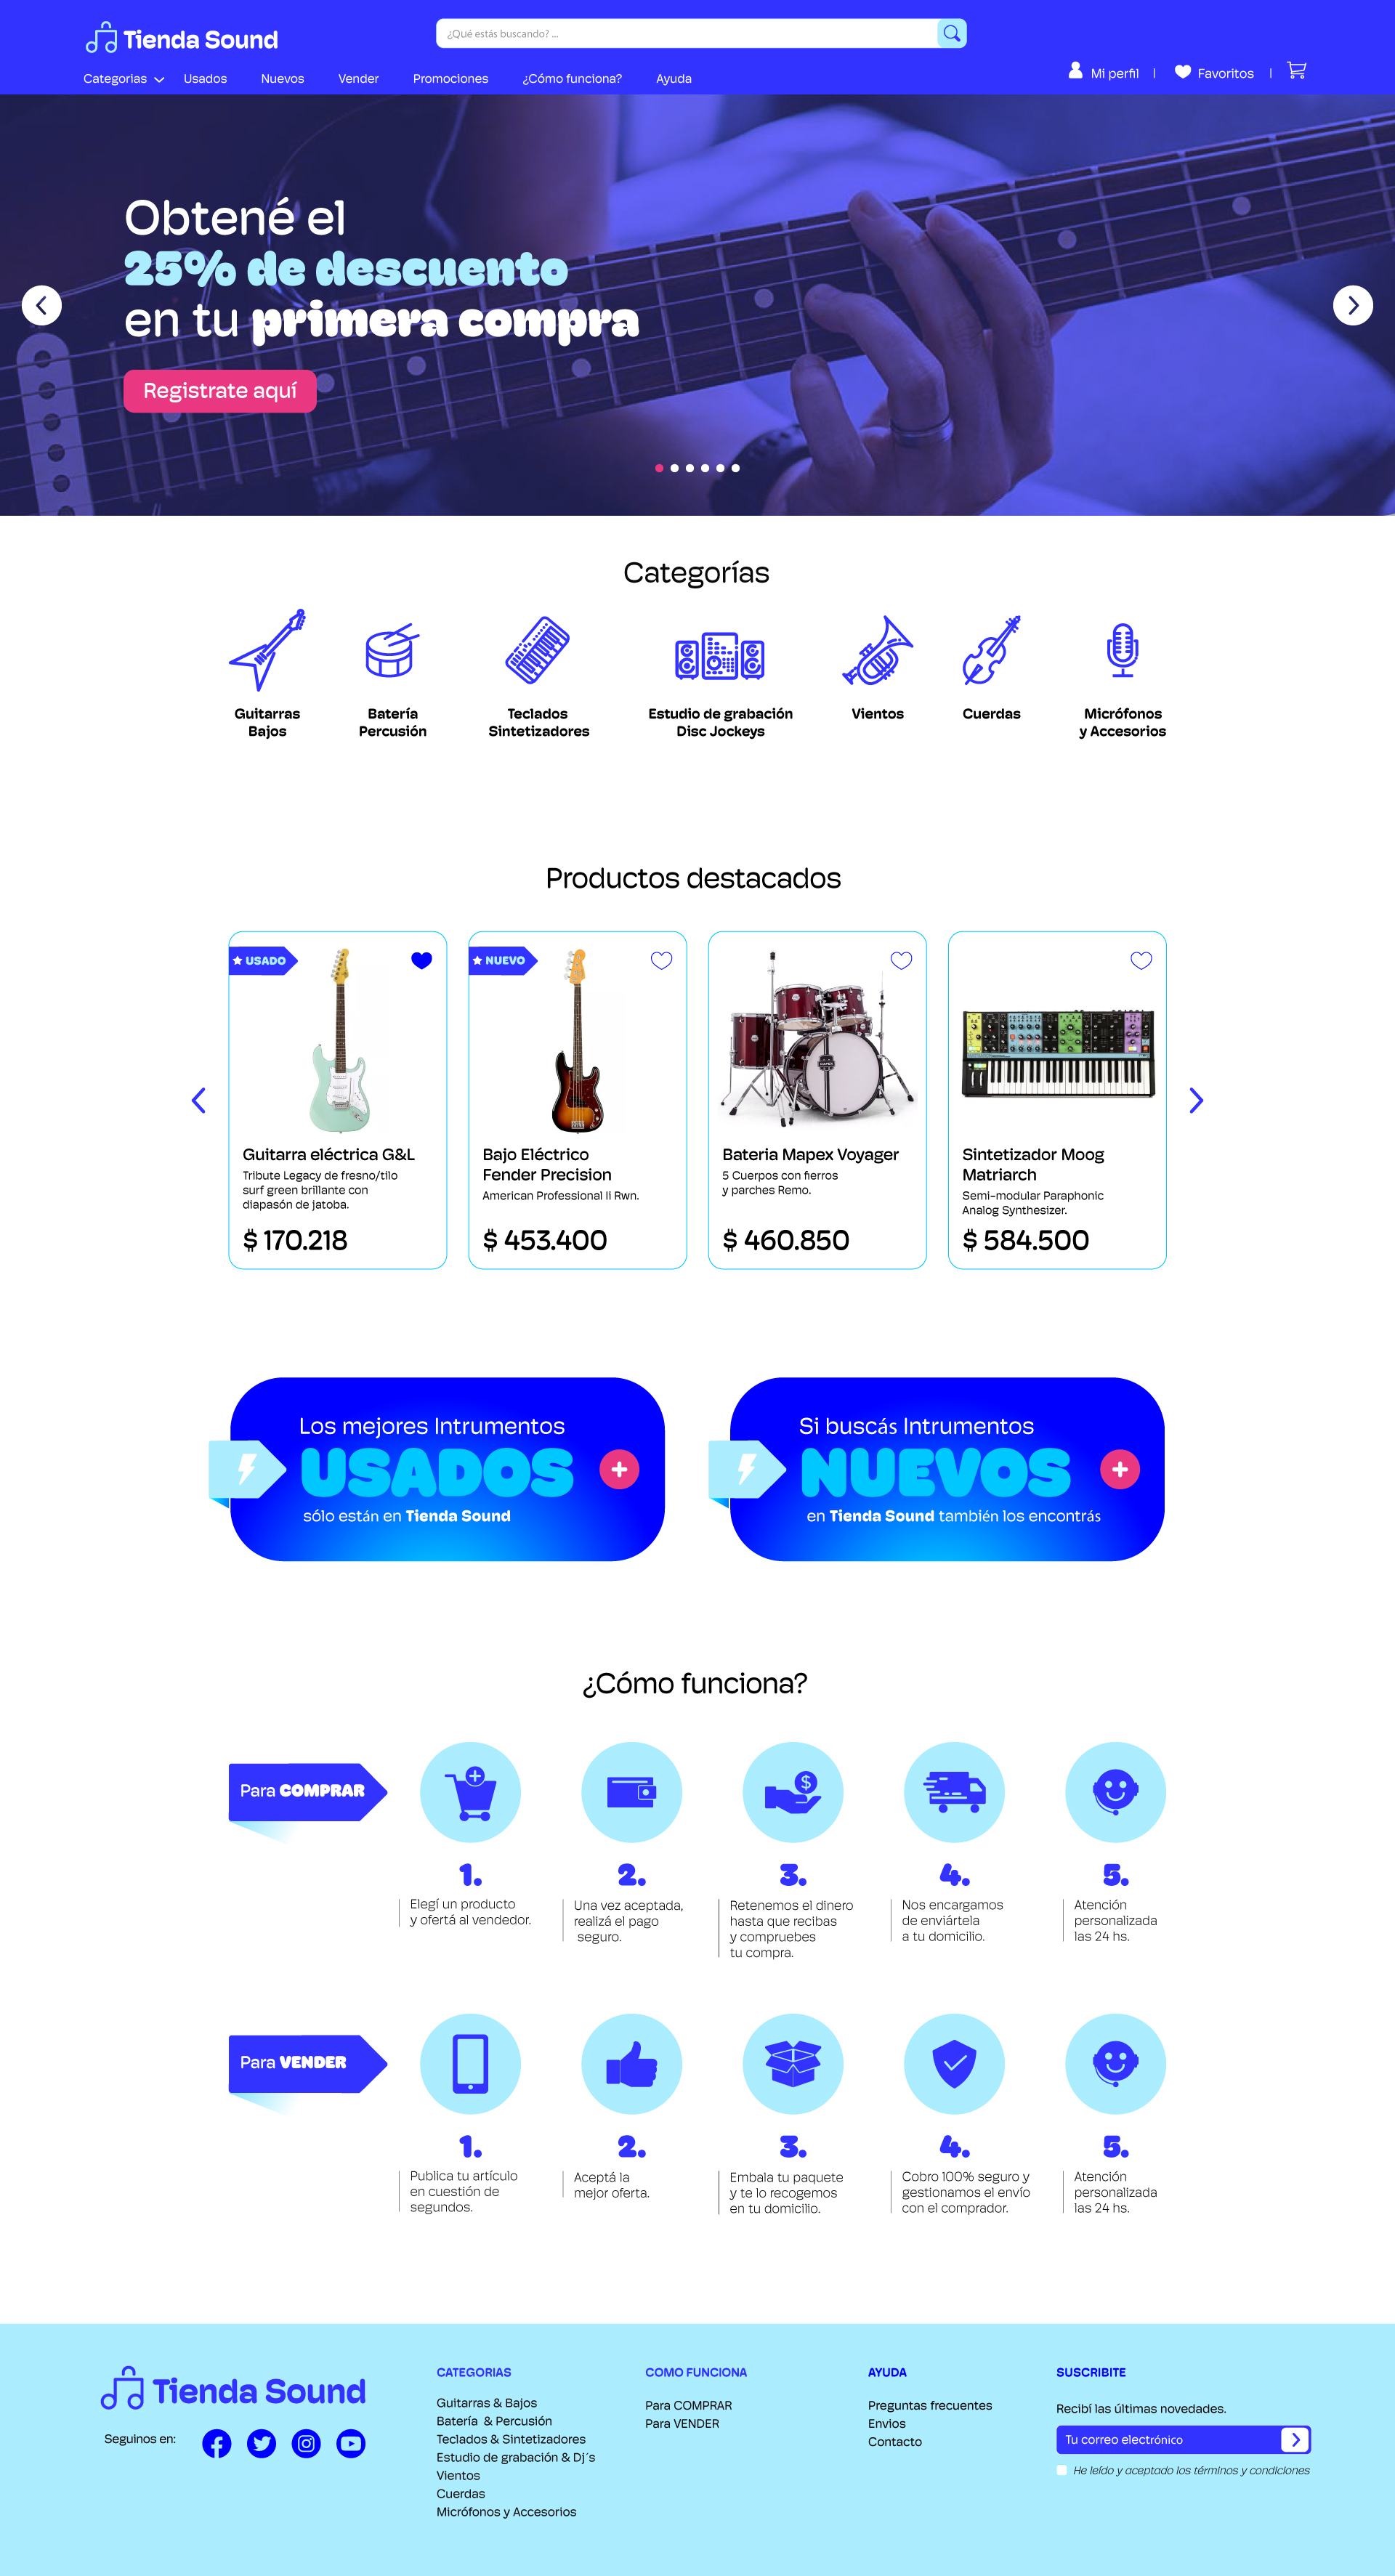 Tienda Sound
¿Qué estás buscando? ...
Categorias
Usados
Nuevos
Vender
Promociones
¿Cómo funciona?
Ayuda
Mi perfil
Favoritos
Obtené el
25% de descuento
en tu primera compra
Registrate aquí
Categorías
Guitarras
Bajos
Batería
Percusión
Teclados
Sintetizadores
Estudio de grabación
Disc Jockeys
Vientos
Cuerdas
Micrófonos
y Accesorios
Productos destacados
USADO
Guitarra eléctrica G&L
Tribute Legacy de fresno/tilo
surf green brillante con
diapasón de jatoba.
$ 170.218
NUEVO
Bajo Eléctrico
Fender Precision
American Professional Ii Rwn.
$ 453.400
Bateria Mapex Voyager
5 Cuerpos con fierros
y parches Remo.
$ 460.850
Sintetizador Moog
Matriarch
Semi-modular Paraphonic
Analog Synthesizer.
$ 584.500
Los mejores Intrumentos
USADOS
sólo están en Tienda Sound
Si buscás Intrumentos
NUEVOS
en Tienda Sound también los encontrás
¿Cómo funciona?
Para COMPRAR
1.
Elegí un producto
y ofertá al vendedor.
2.
Una vez aceptada,
realizá el pago
seguro.
3.
Retenemos el dinero
hasta que recibas
y compruebes
tu compra.
4.
Nos encargamos
de enviártela
a tu domicilio.
5.
Atención
personalizada
las 24 hs.
Para VENDER
1.
Publica tu artículo
en cuestión de
segundos.
2.
Aceptá la
mejor oferta.
3.
Embala tu paquete
y te lo recogemos
en tu domicilio.
4.
Cobro 100% seguro y
gestionamos el envío
con el comprador.
5.
Atención
personalizada
las 24 hs.
Tienda Sound
Seguinos en:
CATEGORIAS
Guitarras & Bajos
Batería & Percusión
Teclados & Sintetizadores
Estudio de grabación & Dj´s
Vientos
Cuerdas
Micrófonos y Accesorios
COMO FUNCIONA
Para COMPRAR
Para VENDER
AYUDA
Preguntas frecuentes
Envios
Contacto
SUSCRIBITE
Recibí las últimas novedades.
Tu correo electrónico
He leído y aceptado los términos y condiciones